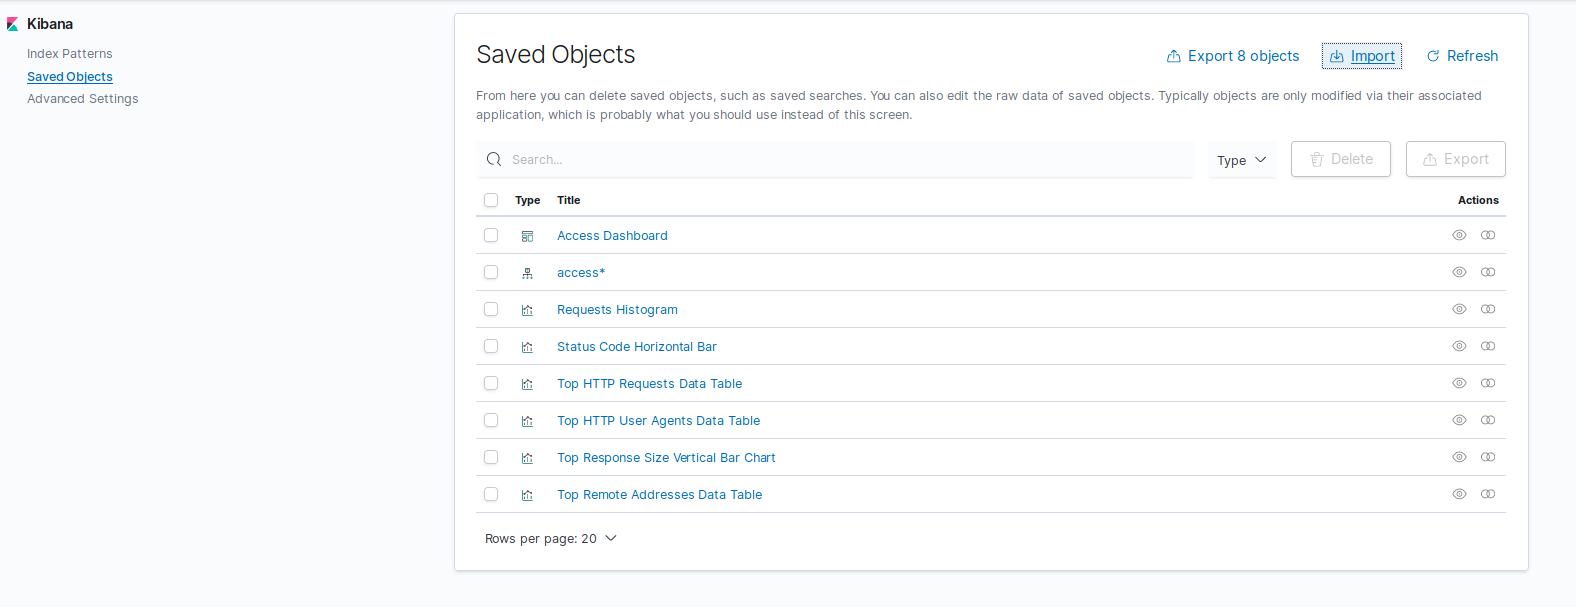 Kibana
Index Patterns
Saved Objects
Advanced Settings
Saved Objects
Export 8 objects
Import
Refresh
From here you can delete saved objects, such as saved searches. You can also edit the raw data of saved objects. Typically objects are only modified via their associated
application, which is probably what you should use instead of this screen.
Search...
Type
Delete
Export
Type Title Actions
Access Dashboard
access*
Requests Histogram
Status Code Horizontal Bar
Top HTTP Requests Data Table
Top HTTP User Agents Data Table
Top Response Size Vertical Bar Chart
Top Remote Addresses Data Table
Rows per page: 20